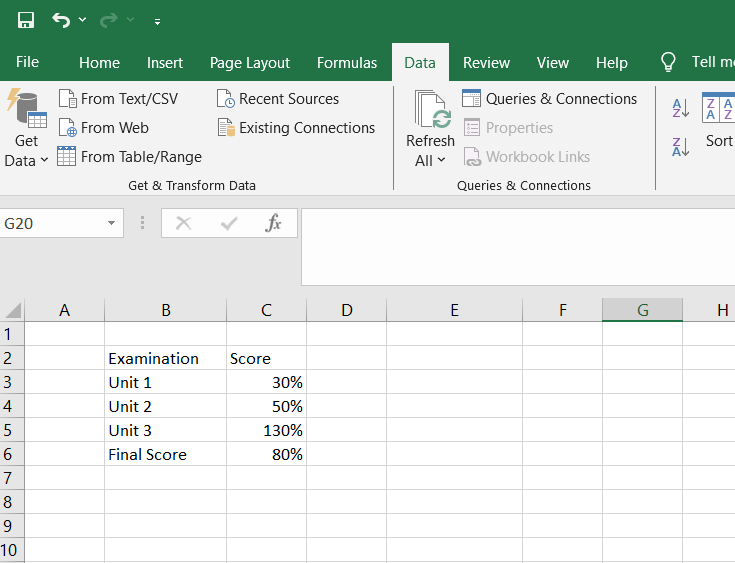 File Home Insert Page Layout Formulas Data Review View Help Tell me
From Text/CSV Recent Sources Queries & Connections
Get From Web Existing Connections Refresh Properties Sort
Data From Table/Range All Workbook Links
Get & Transform Data Queries & Connections
G20 fx
A B C D E F G H
1
2 Examination Score
3 Unit 1 30%
4 Unit 2 50%
5 Unit 3 130%
6 Final Score 80%
7
8
9
10